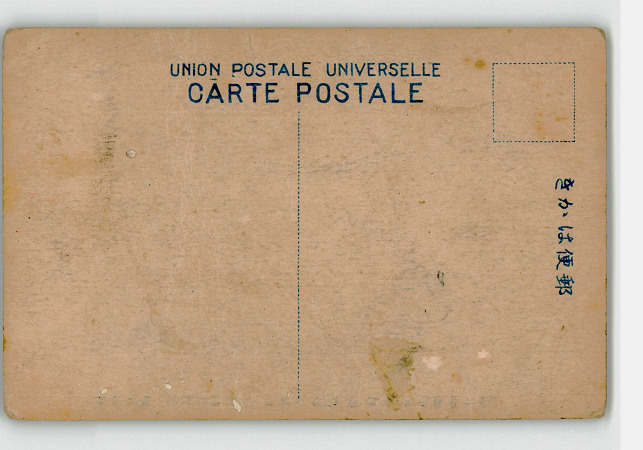 UNION POSTALE UNIVERSELLE
CARTE POSTALE
きかは便郵